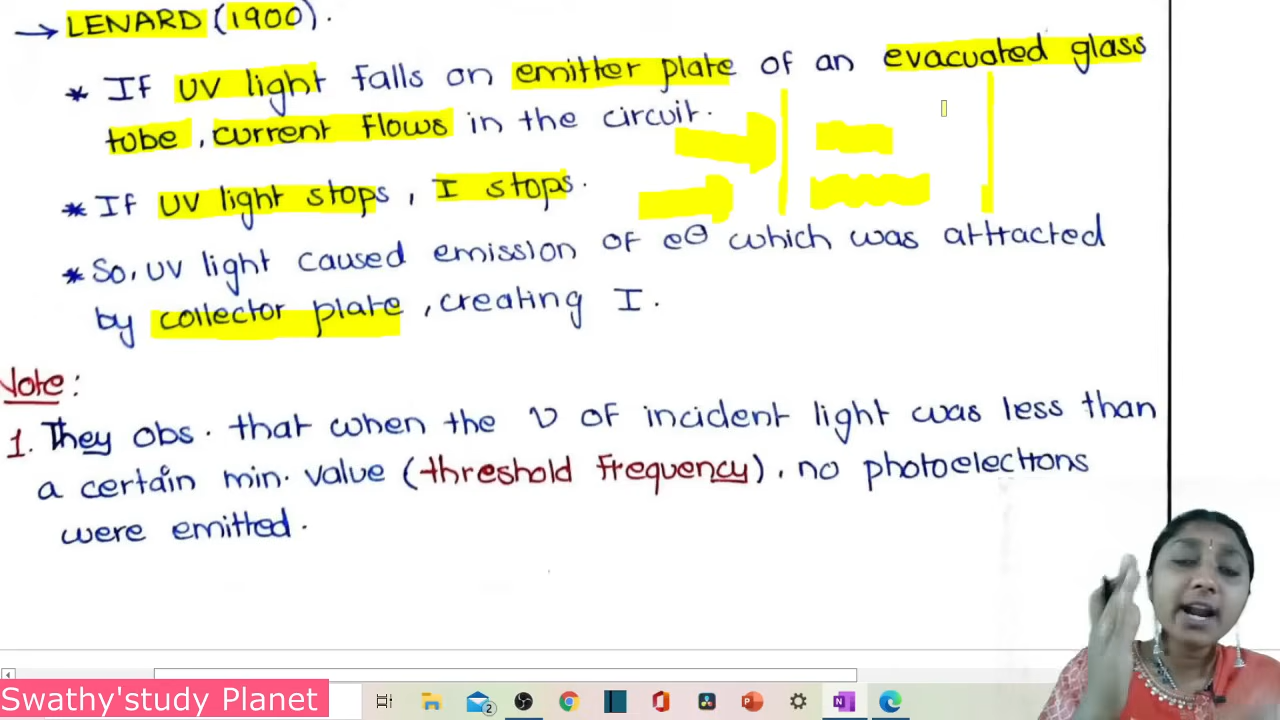 → LENARD (1900).
* If UV light falls on emitter plate of an evacuated glass
tube, current flows in the circuit.
* If UV light stops, I stops.
* So, UV light caused emission of e⊖ which was attracted
by collector plate, creating I.
Note:
1. They obs. that when the ν of incident light was less than
a certain min. value (threshold frequency), no photoelectrons
were emitted.
Swathy'study Planet
2